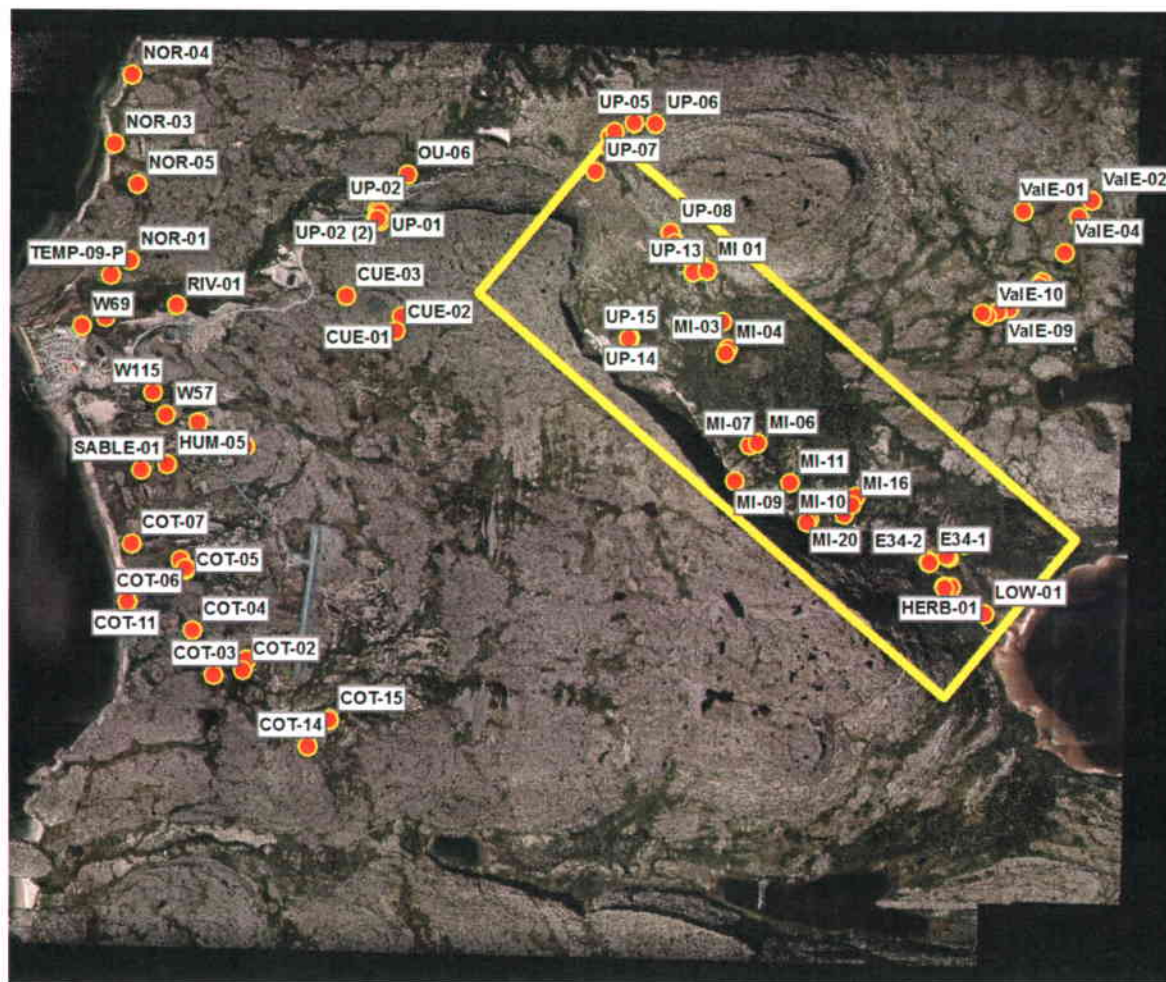 NOR-04
UP-05
UP-06
NOR-03
UP-07
NOR-05
OU-06
ValE-02
ValE-01
UP-02
UP-01
UP-08
ValE-04
UP-02 (2)
NOR-01
UP-13
MI 01
TEMP-09-P
CUE-03
ValE-10
RIV-01
W69
CUE-02
UP-15
MI-03
MI-04
ValE-09
CUE-01
UP-14
W115
W57
HUM-05
MI-07
MI-06
SABLE-01
MI-11
MI-16
MI-09
MI-10
COT-07
MI-20
E34-2
E34-1
COT-05
COT-06
LOW-01
HERB-01
COT-11
COT-04
COT-03
COT-02
COT-15
COT-14